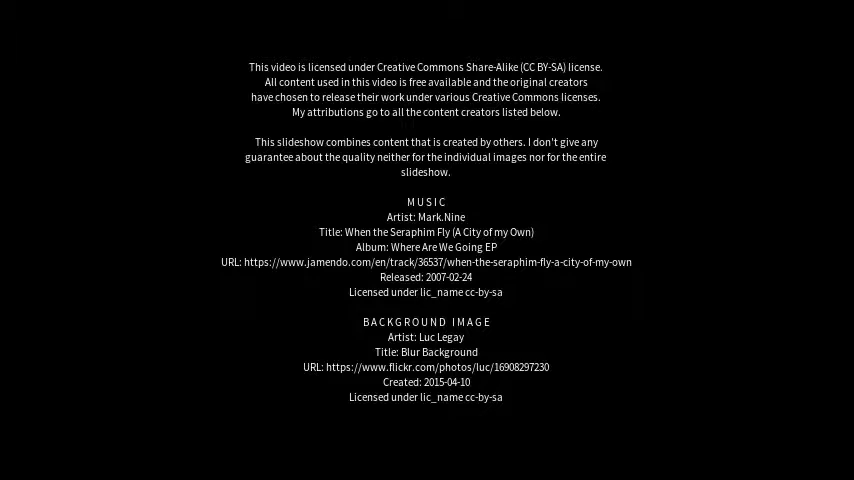 This video is licensed under Creative Commons Share-Alike (CC BY-SA) license.
All content used in this video is free available and the original creators
have chosen to release their work under various Creative Commons licenses.
My attributions go to all the content creators listed below.
This slideshow combines content that is created by others. I don't give any
guarantee about the quality neither for the individual images nor for the entire
slideshow.
MUSIC
Artist: Mark.Nine
Title: When the Seraphim Fly (A City of my Own)
Album: Where Are We Going EP
URL: https://www.jamendo.com/en/track/36537/when-the-seraphim-fly-a-city-of-my-own
Released: 2007-02-24
Licensed under lic_name cc-by-sa
BACKGROUND IMAGE
Artist: Luc Legay
Title: Blur Background
URL: https://www.flickr.com/photos/luc/16908297230
Created: 2015-04-10
Licensed under lic_name cc-by-sa